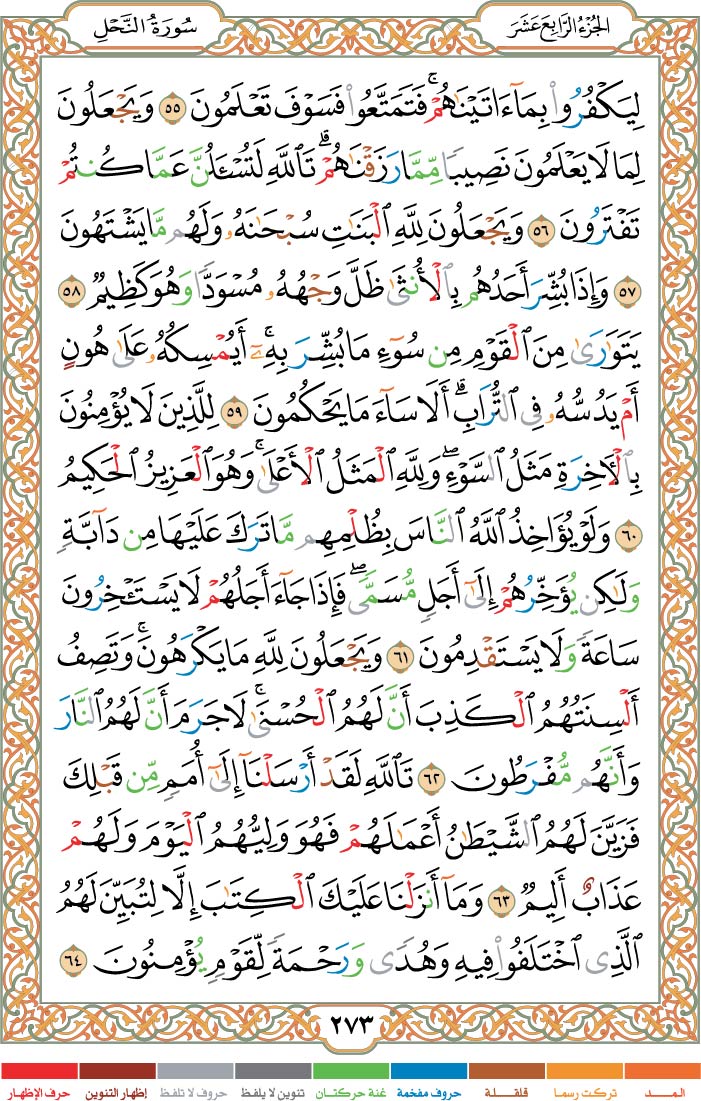 سُورَةُ النَّحْلِ
الجُزْءُ الرَّابِعَ عَشَرَ
لِيَكْفُرُوا۟ بِمَآ ءَاتَيْنَـٰهُمْ ۚ فَتَمَتَّعُوا۟ فَسَوْفَ تَعْلَمُونَ ٥٥ وَيَجْعَلُونَ
لِمَا لَا يَعْلَمُونَ نَصِيبًا مِّمَّا رَزَقْنَـٰهُمْ ۗ تَٱللَّهِ لَتُسْـَٔلُنَّ عَمَّا كُنتُمْ
تَفْتَرُونَ ٥٦ وَيَجْعَلُونَ لِلَّهِ ٱلْبَنَـٰتِ سُبْحَـٰنَهُۥ وَلَهُم مَّا يَشْتَهُونَ
٥٧ وَإِذَا بُشِّرَ أَحَدُهُم بِٱلْأُنثَىٰ ظَلَّ وَجْهُهُۥ مُسْوَدًّا وَهُوَ كَظِيمٌ ٥٨
يَتَوَٰرَىٰ مِنَ ٱلْقَوْمِ مِن سُوٓءِ مَا بُشِّرَ بِهِۦٓ ۚ أَيُمْسِكُهُۥ عَلَىٰ هُونٍ
أَمْ يَدُسُّهُۥ فِى ٱلتُّرَابِ ۗ أَلَا سَآءَ مَا يَحْكُمُونَ ٥٩ لِلَّذِينَ لَا يُؤْمِنُونَ
بِٱلْـَٔاخِرَةِ مَثَلُ ٱلسَّوْءِ ۖ وَلِلَّهِ ٱلْمَثَلُ ٱلْأَعْلَىٰ ۚ وَهُوَ ٱلْعَزِيزُ ٱلْحَكِيمُ
٦٠ وَلَوْ يُؤَاخِذُ ٱللَّهُ ٱلنَّاسَ بِظُلْمِهِم مَّا تَرَكَ عَلَيْهَا مِن دَآبَّةٍ
وَلَـٰكِن يُؤَخِّرُهُمْ إِلَىٰٓ أَجَلٍ مُّسَمًّى ۖ فَإِذَا جَآءَ أَجَلُهُمْ لَا يَسْتَـْٔخِرُونَ
سَاعَةً وَلَا يَسْتَقْدِمُونَ ٦١ وَيَجْعَلُونَ لِلَّهِ مَا يَكْرَهُونَ ۚ وَتَصِفُ
أَلْسِنَتُهُمُ ٱلْكَذِبَ أَنَّ لَهُمُ ٱلْحُسْنَىٰ ۚ لَا جَرَمَ أَنَّ لَهُمُ ٱلنَّارَ
وَأَنَّهُم مُّفْرَطُونَ ٦٢ تَٱللَّهِ لَقَدْ أَرْسَلْنَآ إِلَىٰٓ أُمَمٍ مِّن قَبْلِكَ
فَزَيَّنَ لَهُمُ ٱلشَّيْطَـٰنُ أَعْمَـٰلَهُمْ فَهُوَ وَلِيُّهُمُ ٱلْيَوْمَ وَلَهُمْ
عَذَابٌ أَلِيمٌ ٦٣ وَمَآ أَنزَلْنَا عَلَيْكَ ٱلْكِتَـٰبَ إِلَّا لِتُبَيِّنَ لَهُمُ
ٱلَّذِى ٱخْتَلَفُوا۟ فِيهِ وَهُدًى وَرَحْمَةً لِّقَوْمٍ يُؤْمِنُونَ ٦٤
٢٧٣
المــد تركت رسما قلقلة حروف مفخمة غنة حركتان تنوين لا يلفظ حروف لا تلفظ إظهار التنوين حرف الإظهار